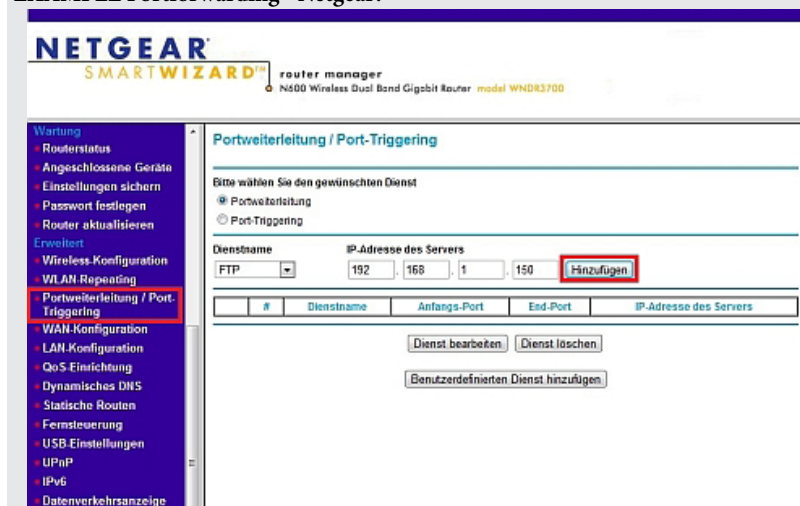 NETGEAR
SMARTWIZARD™ router manager
N600 Wireless Dual Band Gigabit Router model WNDR3700
Wartung
Routerstatus
Angeschlossene Geräte
Einstellungen sichern
Passwort festlegen
Router aktualisieren
Erweitert
Wireless-Konfiguration
WLAN-Repeating
Portweiterleitung / Port-
Triggering
WAN-Konfiguration
LAN-Konfiguration
QoS-Einrichtung
Dynamisches DNS
Statische Routen
Fernsteuerung
USB-Einstellungen
UPnP
IPv6
Datenverkehrsanzeige
Portweiterleitung / Port-Triggering
Bitte wählen Sie den gewünschten Dienst
Portweiterleitung
Port-Triggering
Dienstname IP-Adresse des Servers
FTP 192 . 168 . 1 . 150 Hinzufügen
# Dienstname Anfangs-Port End-Port IP-Adresse des Servers
Dienst bearbeiten Dienst löschen
Benutzerdefinierten Dienst hinzufügen